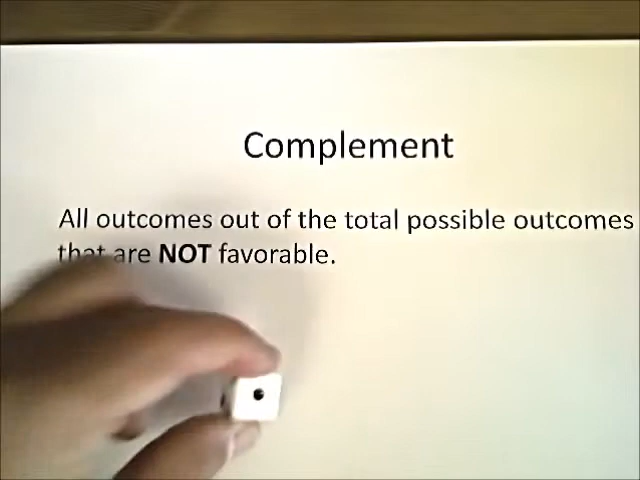 Complement
All outcomes out of the total possible outcomes
that are NOT favorable.